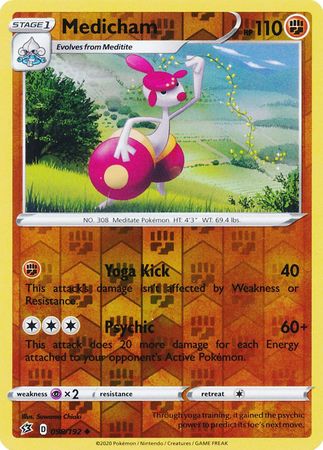 STAGE 1
Medicham
HP 110
Evolves from Meditite
NO. 308 Meditate Pokémon HT: 4'3" WT: 69.4 lbs.
Yoga Kick 40
This attack's damage isn't affected by Weakness or
Resistance.
Psychic 60+
This attack does 20 more damage for each Energy
attached to your opponent's Active Pokémon.
weakness ×2 resistance retreat
Illus. Sawamo Chiaki
D 098/192
©2020 Pokémon / Nintendo / Creatures / GAME FREAK
Through yoga training, it gained the psychic
power to predict its foe's next move.